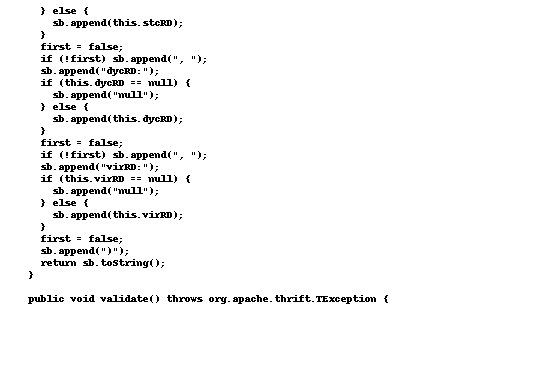 } else {
sb.append(this.stcRD);
}
first = false;
if (!first) sb.append(", ");
sb.append("dycRD:");
if (this.dycRD == null) {
sb.append("null");
} else {
sb.append(this.dycRD);
}
first = false;
if (!first) sb.append(", ");
sb.append("virRD:");
if (this.virRD == null) {
sb.append("null");
} else {
sb.append(this.virRD);
}
first = false;
sb.append(")");
return sb.toString();
}
public void validate() throws org.apache.thrift.TException {